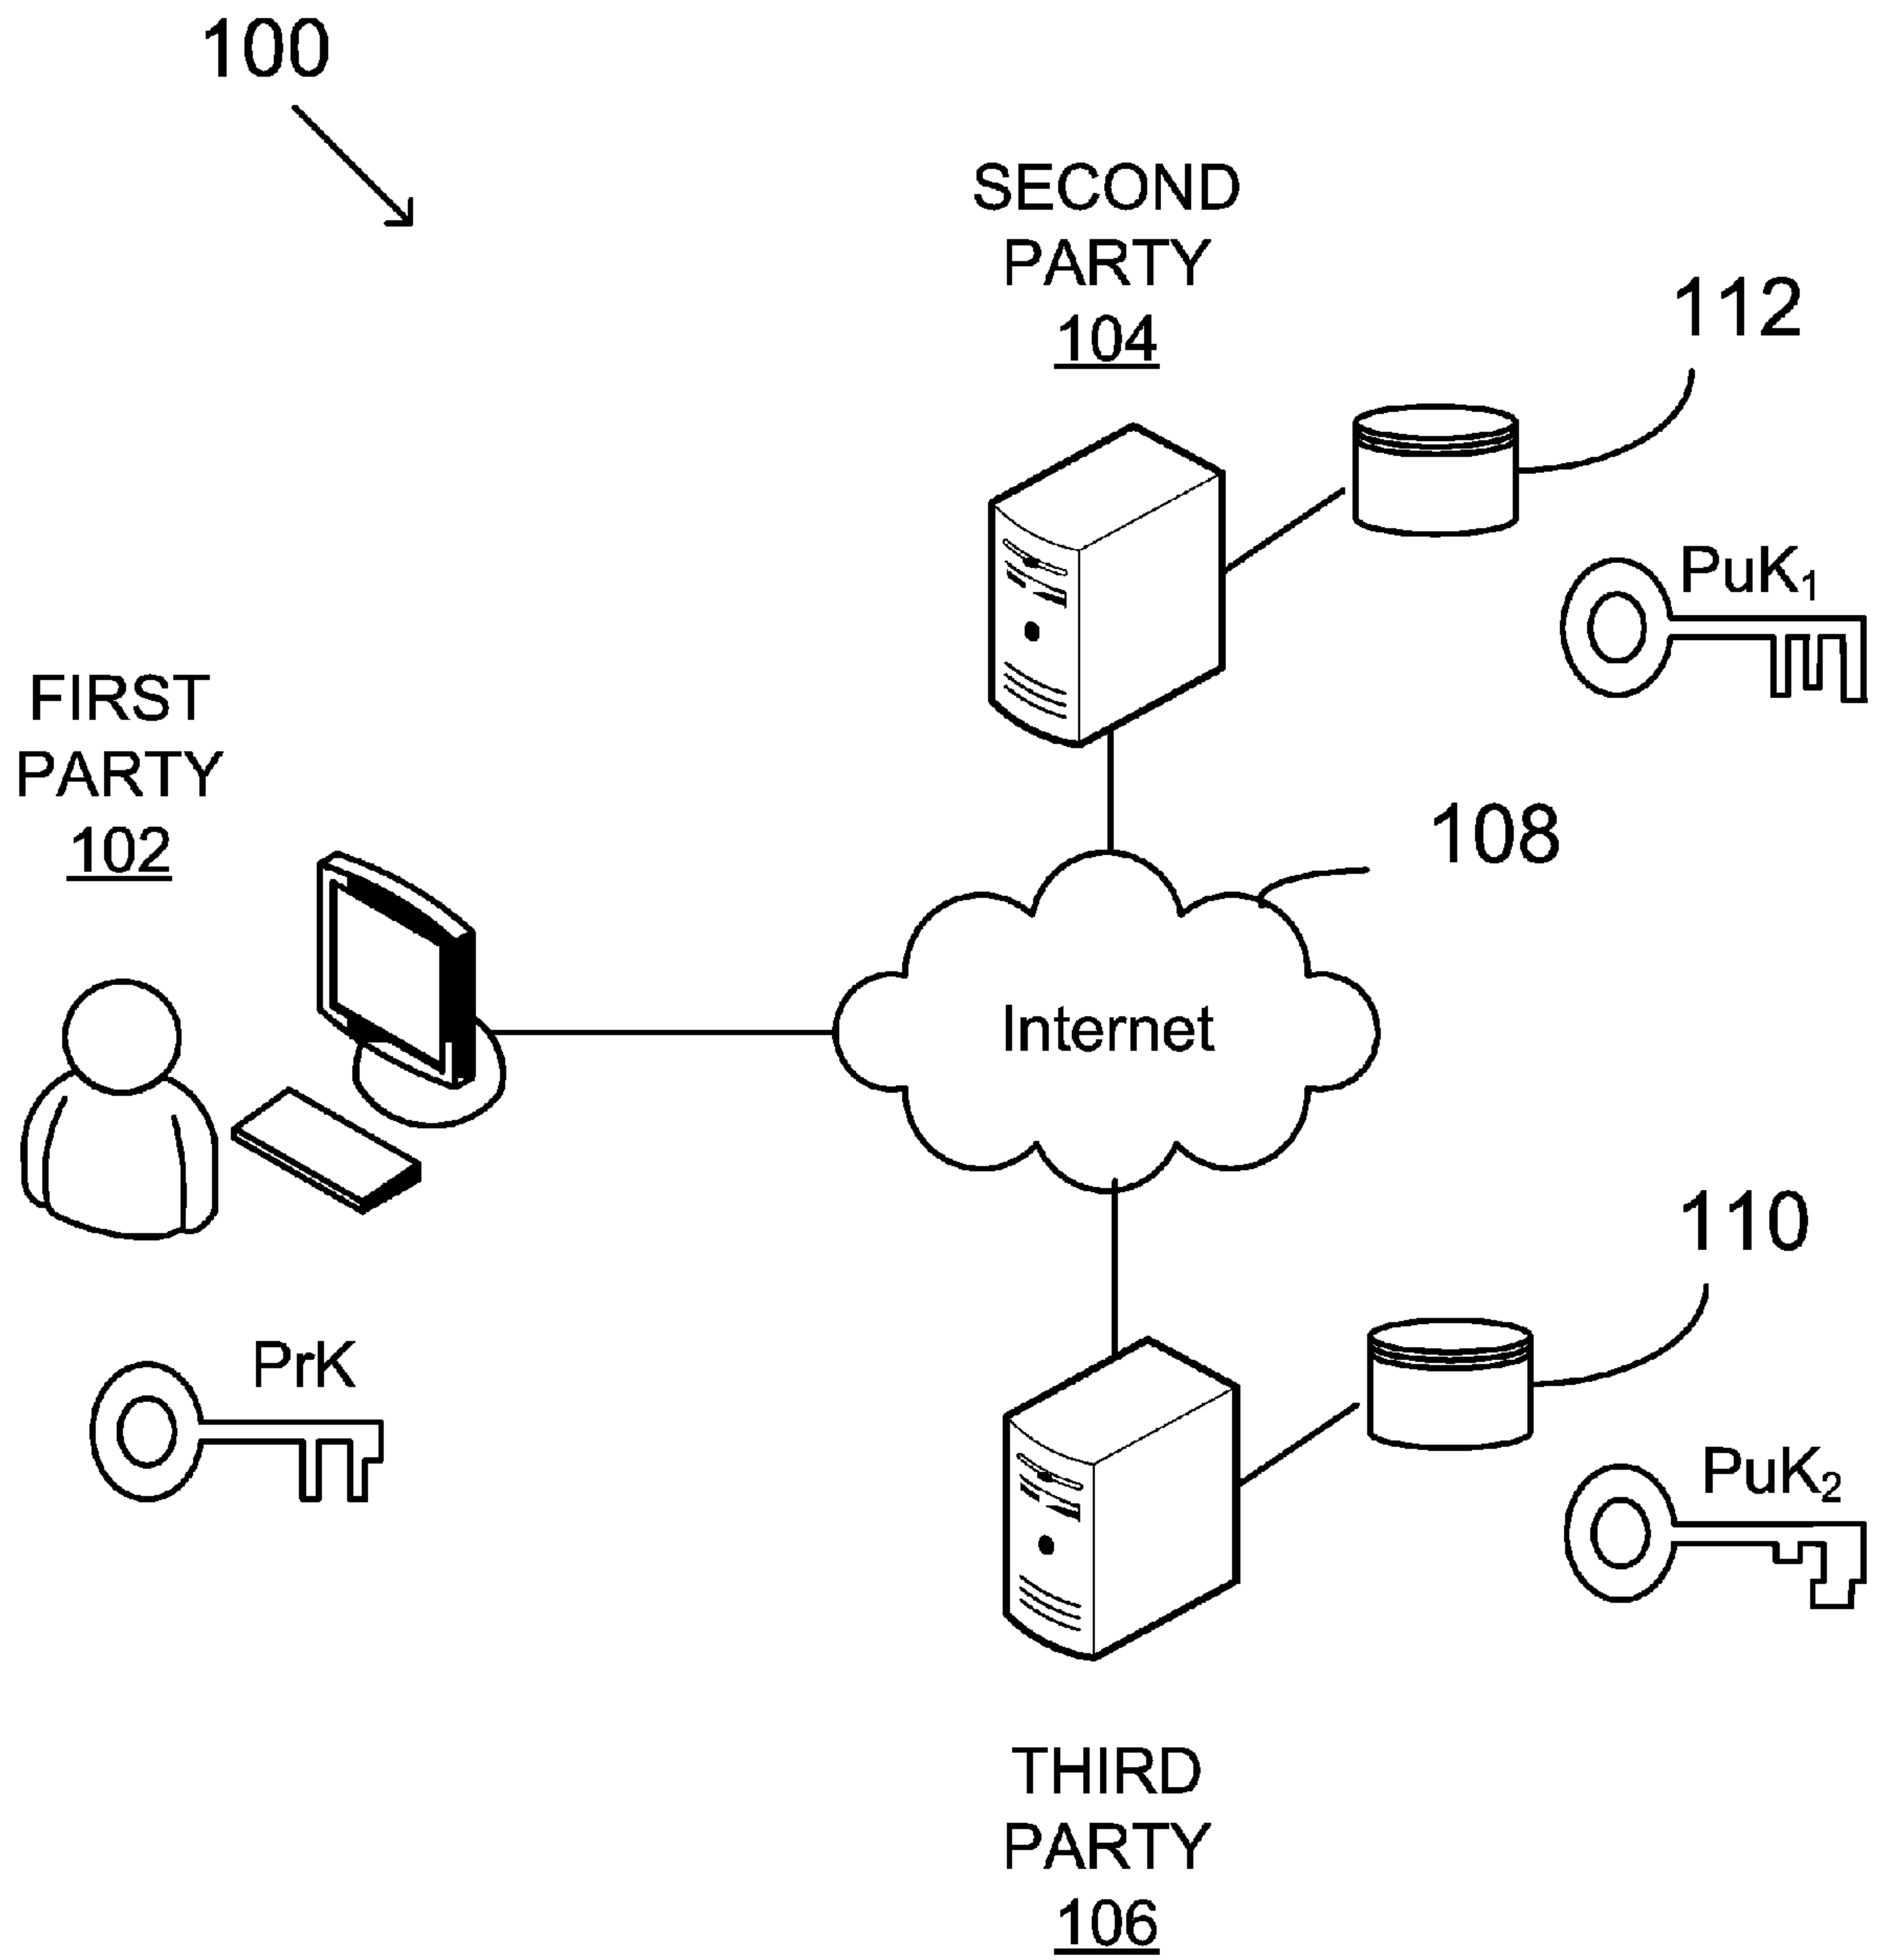 100
SECOND
PARTY
104
112
PuK₁
FIRST
PARTY
102
108
Internet
110
PrK
PuK₂
THIRD
PARTY
106